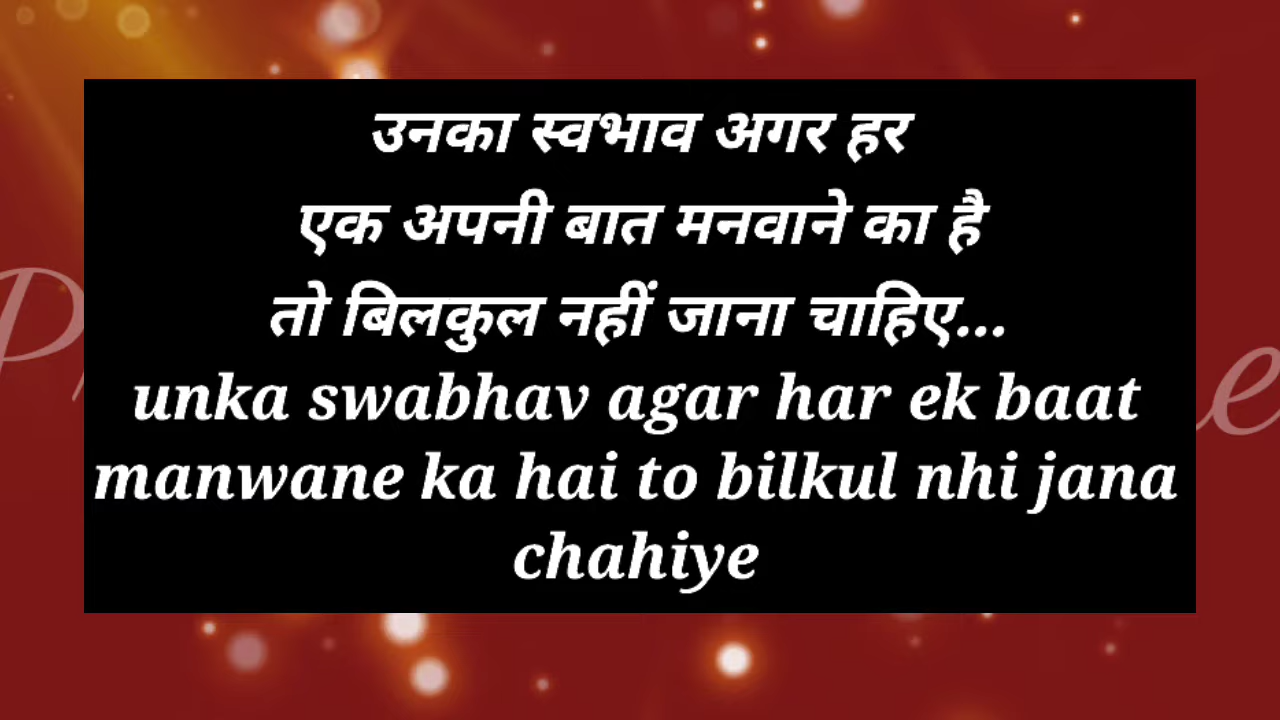 उनका स्वभाव अगर हर
एक अपनी बात मनवाने का है
तो बिलकुल नहीं जाना चाहिए...
unka swabhav agar har ek baat
manwane ka hai to bilkul nhi jana
chahiye